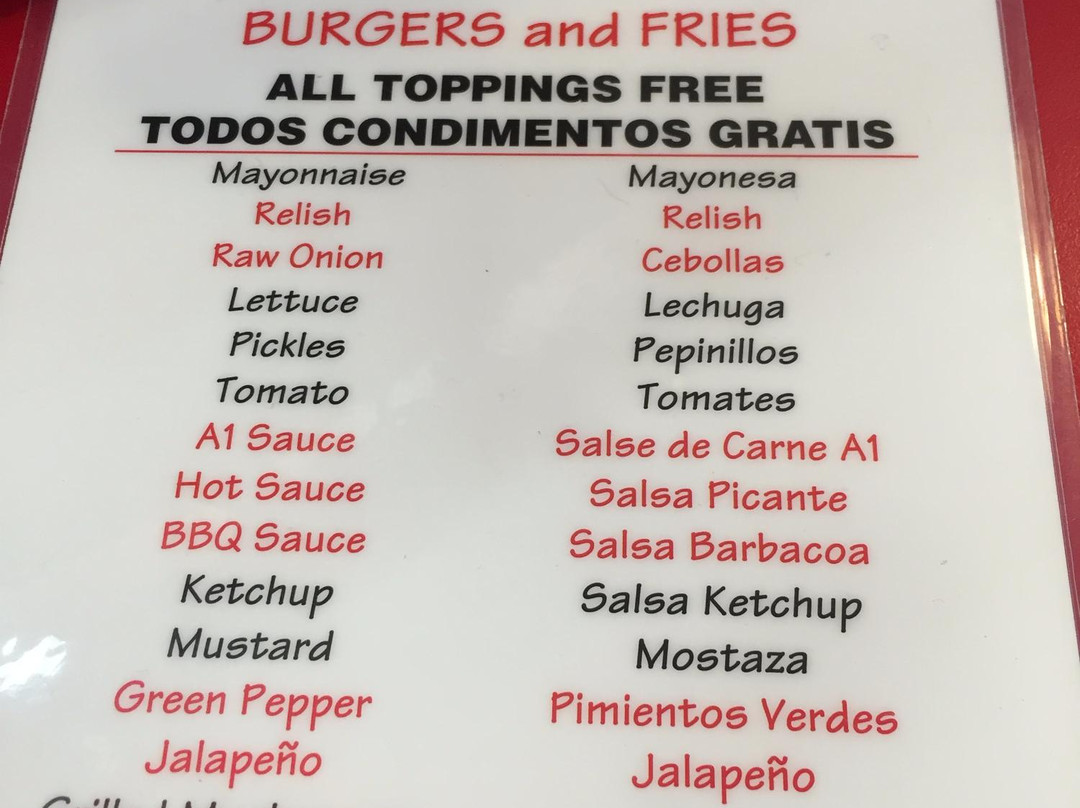 BURGERS and FRIES
ALL TOPPINGS FREE
TODOS CONDIMENTOS GRATIS
Mayonnaise Mayonesa
Relish Relish
Raw Onion Cebollas
Lettuce Lechuga
Pickles Pepinillos
Tomato Tomates
A1 Sauce Salse de Carne A1
Hot Sauce Salsa Picante
BBQ Sauce Salsa Barbacoa
Ketchup Salsa Ketchup
Mustard Mostaza
Green Pepper Pimientos Verdes
Jalapeño Jalapeño